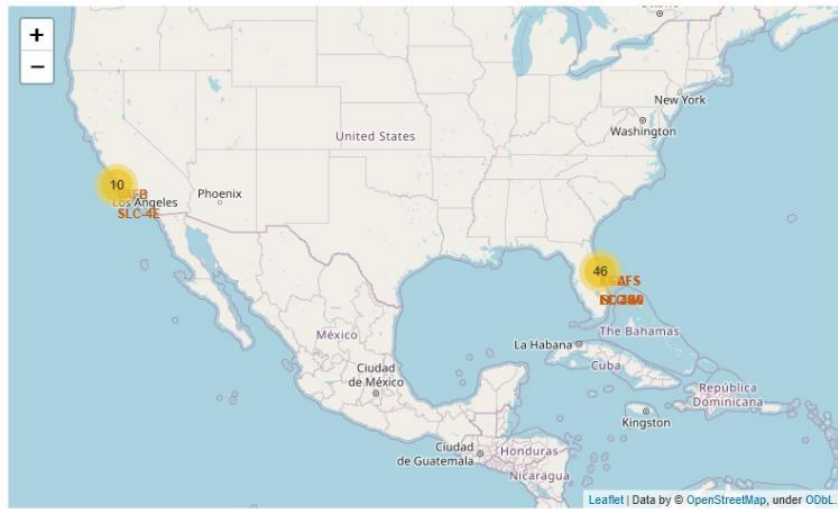 +
−
New York
Washington
United States
10
Phoenix
Los Angeles
SLC-4E
46
The Bahamas
México
La Habana
Cuba
Ciudad
de México
República
Dominicana
Kingston
Ciudad
de Guatemala
Honduras
Nicaragua
Leaflet | Data by © OpenStreetMap, under ODbL.